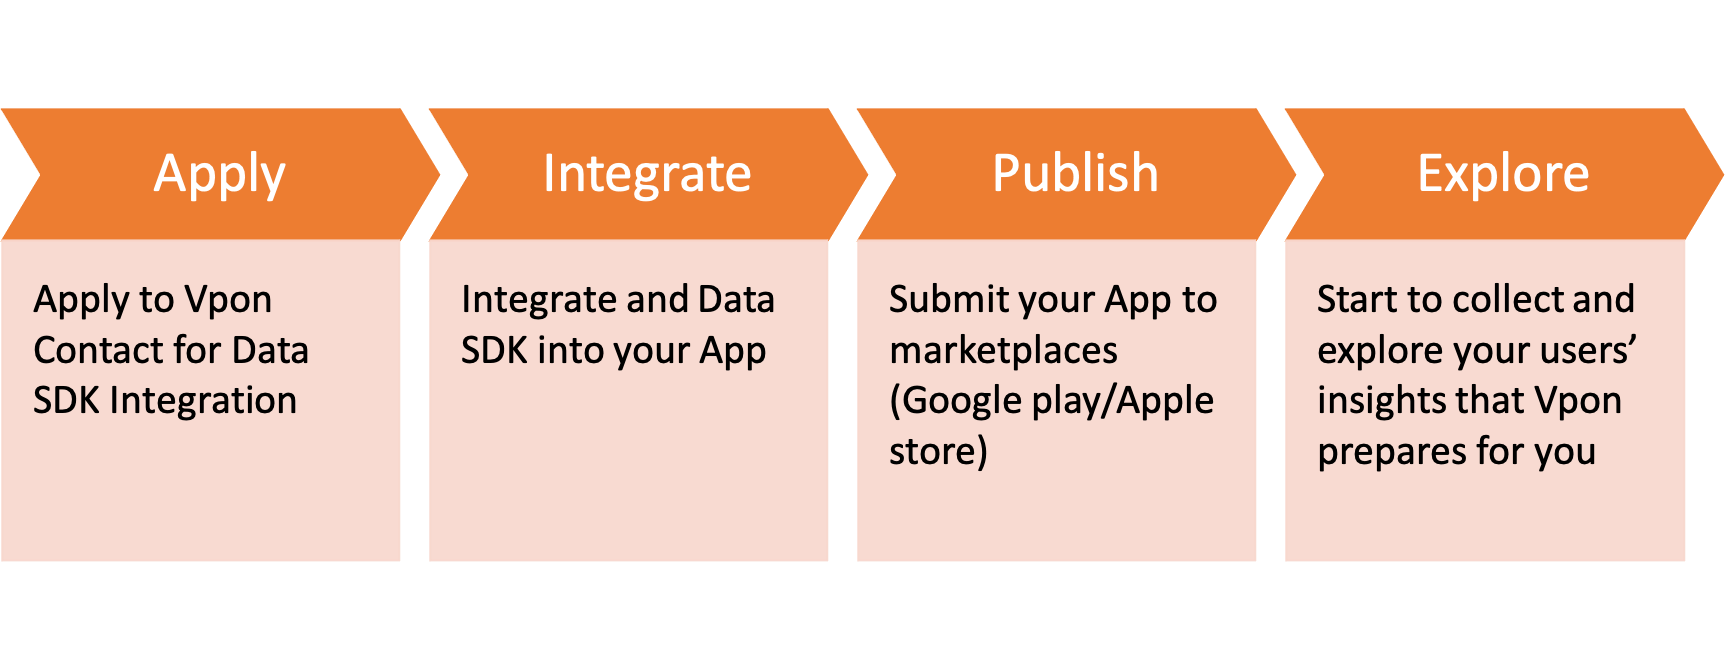 Apply
Apply to Vpon
Contact for Data
SDK Integration
Integrate
Integrate and Data
SDK into your App
Publish
Submit your App to
marketplaces
(Google play/Apple
store)
Explore
Start to collect and
explore your users’
insights that Vpon
prepares for you